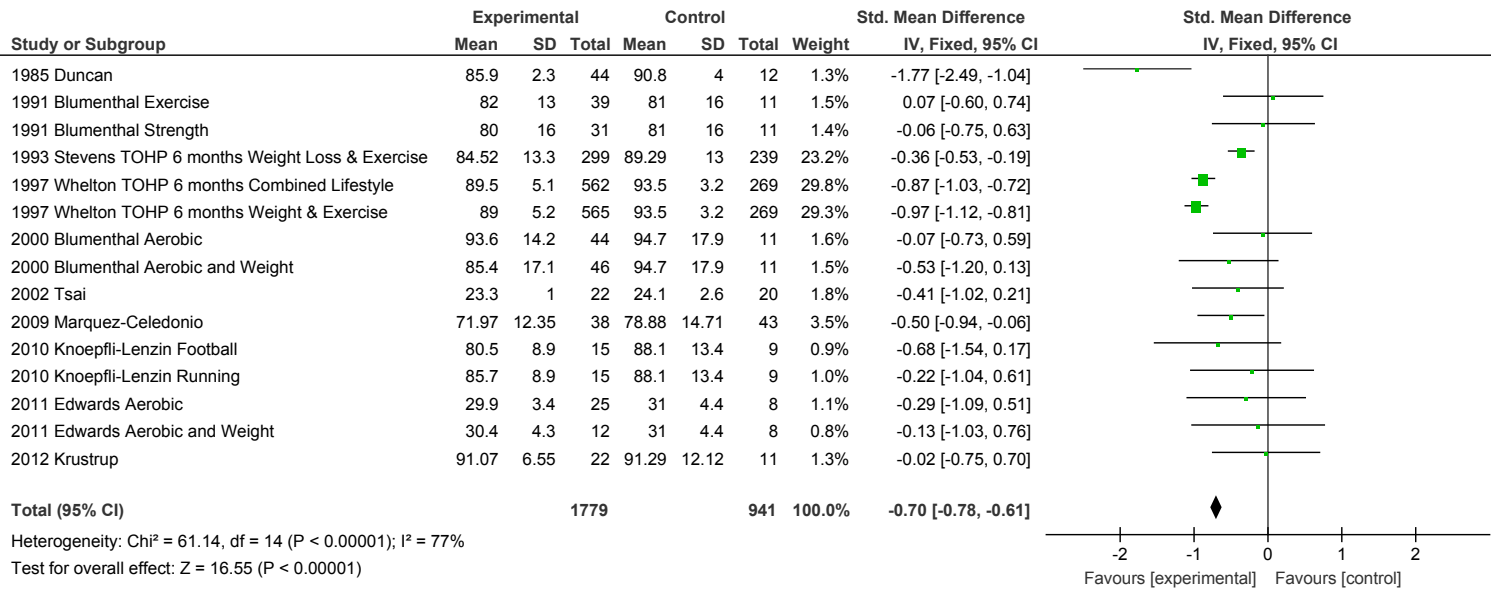 Experimental Control Std. Mean Difference Std. Mean Difference
Study or Subgroup Mean SD Total Mean SD Total Weight IV, Fixed, 95% CI IV, Fixed, 95% CI
1985 Duncan 85.9 2.3 44 90.8 4 12 1.3% -1.77 [-2.49, -1.04]
1991 Blumenthal Exercise 82 13 39 81 16 11 1.5% 0.07 [-0.60, 0.74]
1991 Blumenthal Strength 80 16 31 81 16 11 1.4% -0.06 [-0.75, 0.63]
1993 Stevens TOHP 6 months Weight Loss & Exercise 84.52 13.3 299 89.29 13 239 23.2% -0.36 [-0.53, -0.19]
1997 Whelton TOHP 6 months Combined Lifestyle 89.5 5.1 562 93.5 3.2 269 29.8% -0.87 [-1.03, -0.72]
1997 Whelton TOHP 6 months Weight & Exercise 89 5.2 565 93.5 3.2 269 29.3% -0.97 [-1.12, -0.81]
2000 Blumenthal Aerobic 93.6 14.2 44 94.7 17.9 11 1.6% -0.07 [-0.73, 0.59]
2000 Blumenthal Aerobic and Weight 85.4 17.1 46 94.7 17.9 11 1.5% -0.53 [-1.20, 0.13]
2002 Tsai 23.3 1 22 24.1 2.6 20 1.8% -0.41 [-1.02, 0.21]
2009 Marquez-Celedonio 71.97 12.35 38 78.88 14.71 43 3.5% -0.50 [-0.94, -0.06]
2010 Knoepfli-Lenzin Football 80.5 8.9 15 88.1 13.4 9 0.9% -0.68 [-1.54, 0.17]
2010 Knoepfli-Lenzin Running 85.7 8.9 15 88.1 13.4 9 1.0% -0.22 [-1.04, 0.61]
2011 Edwards Aerobic 29.9 3.4 25 31 4.4 8 1.1% -0.29 [-1.09, 0.51]
2011 Edwards Aerobic and Weight 30.4 4.3 12 31 4.4 8 0.8% -0.13 [-1.03, 0.76]
2012 Krustrup 91.07 6.55 22 91.29 12.12 11 1.3% -0.02 [-0.75, 0.70]
Total (95% CI) 1779 941 100.0% -0.70 [-0.78, -0.61]
Heterogeneity: Chi² = 61.14, df = 14 (P < 0.00001); I² = 77%
Test for overall effect: Z = 16.55 (P < 0.00001)
-2 -1 0 1 2
Favours [experimental] Favours [control]